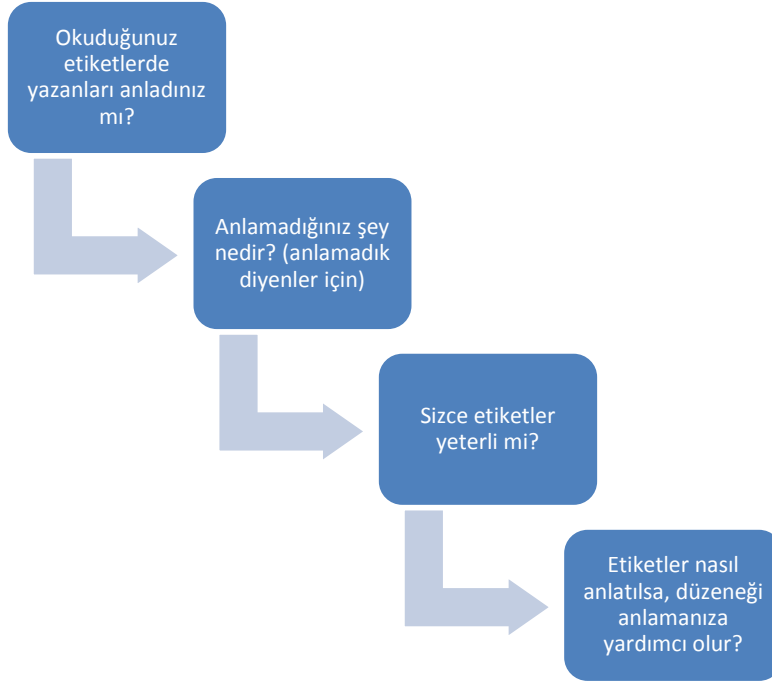 Okuduğunuz
etiketlerde
yazanları anladınız
mı?
Anlamadığınız şey
nedir? (anlamadık
diyenler için)
Sizce etiketler
yeterli mi?
Etiketler nasıl
anlatılsa, düzeneği
anlamanıza
yardımcı olur?